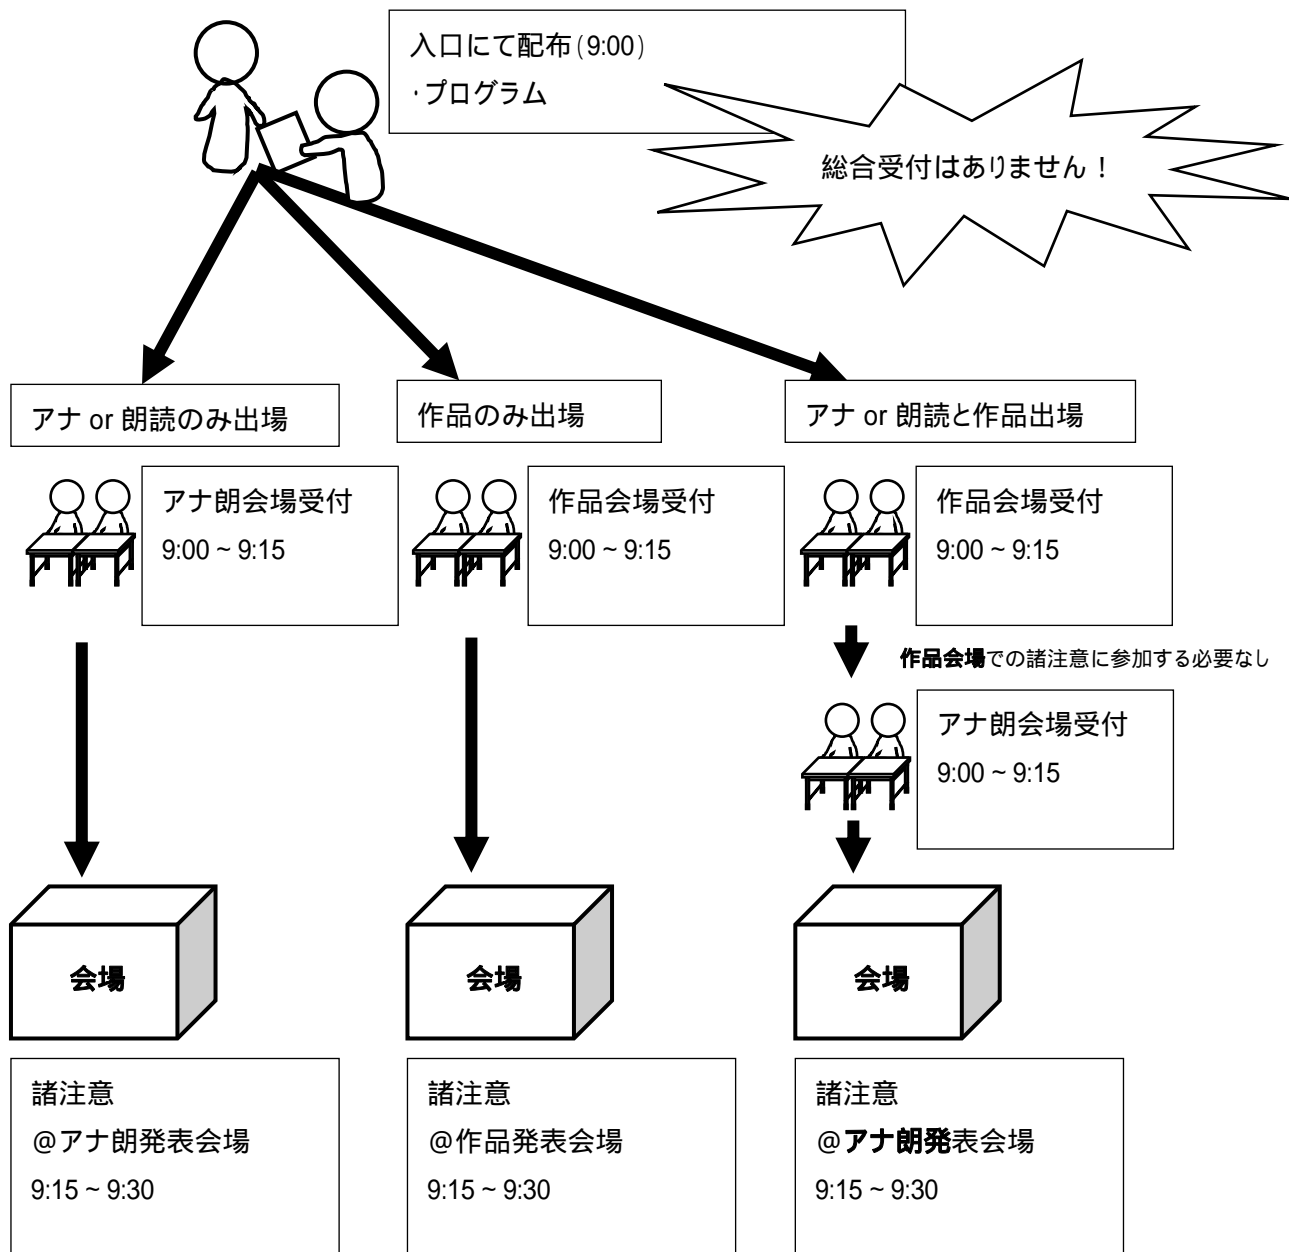 入口にて配布(9:00)
・プログラム
総合受付はありません！
アナ or 朗読のみ出場
作品のみ出場
アナ or 朗読と作品出場
アナ朗会場受付
9:00 ~ 9:15
作品会場受付
9:00 ~ 9:15
作品会場受付
9:00 ~ 9:15
作品会場での諸注意に参加する必要なし
アナ朗会場受付
9:00 ~ 9:15
会場
会場
会場
諸注意
@アナ朗発表会場
9:15 ~ 9:30
諸注意
@作品発表会場
9:15 ~ 9:30
諸注意
@アナ朗発表会場
9:15 ~ 9:30